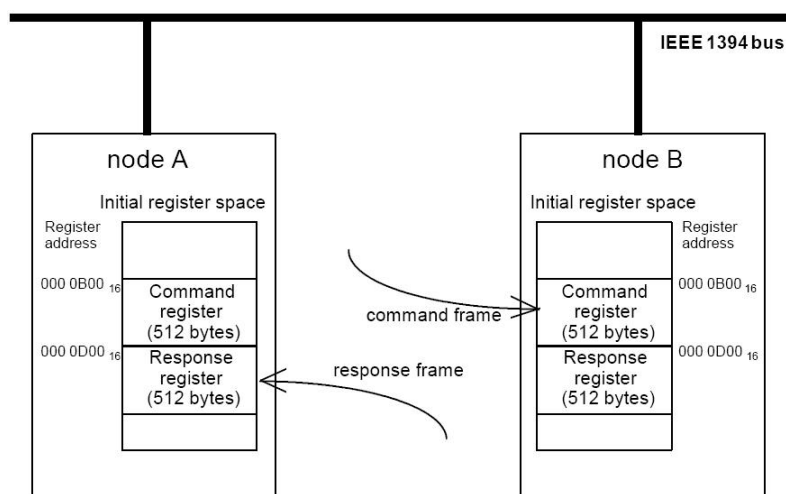 IEEE 1394 bus
node A
node B
Initial register space
Initial register space
Register
address
Register
address
000 0B00 16
Command
register
(512 bytes)
command frame
Command
register
(512 bytes)
000 0B00 16
000 0D00 16
Response
register
(512 bytes)
response frame
Response
register
(512 bytes)
000 0D00 16